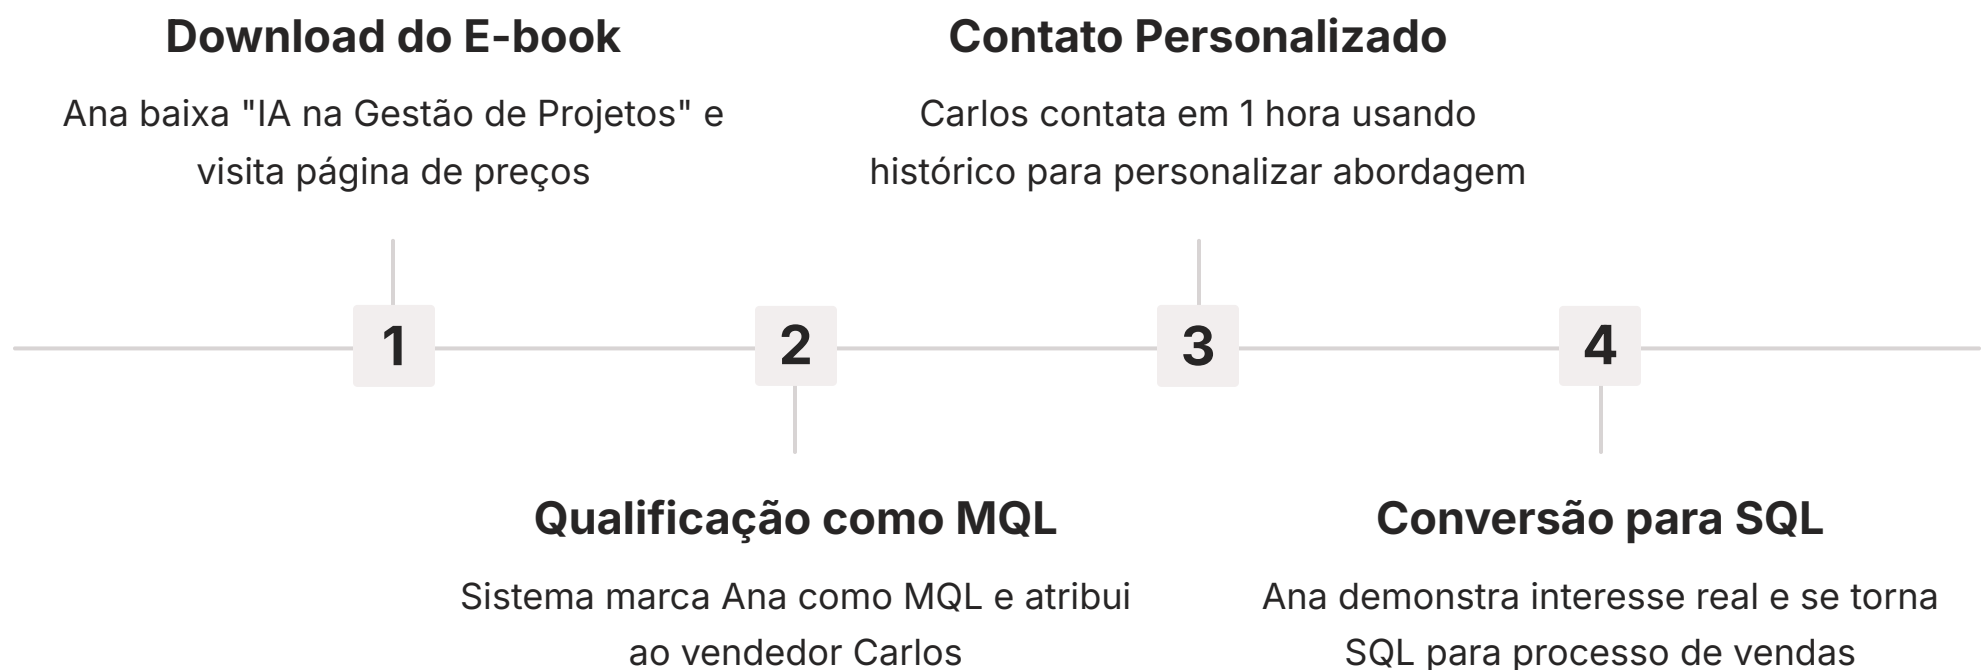 Download do E-book
Ana baixa "IA na Gestão de Projetos" e
visita página de preços
Contato Personalizado
Carlos contata em 1 hora usando
histórico para personalizar abordagem
1
2
3
4
Qualificação como MQL
Sistema marca Ana como MQL e atribui
ao vendedor Carlos
Conversão para SQL
Ana demonstra interesse real e se torna
SQL para processo de vendas